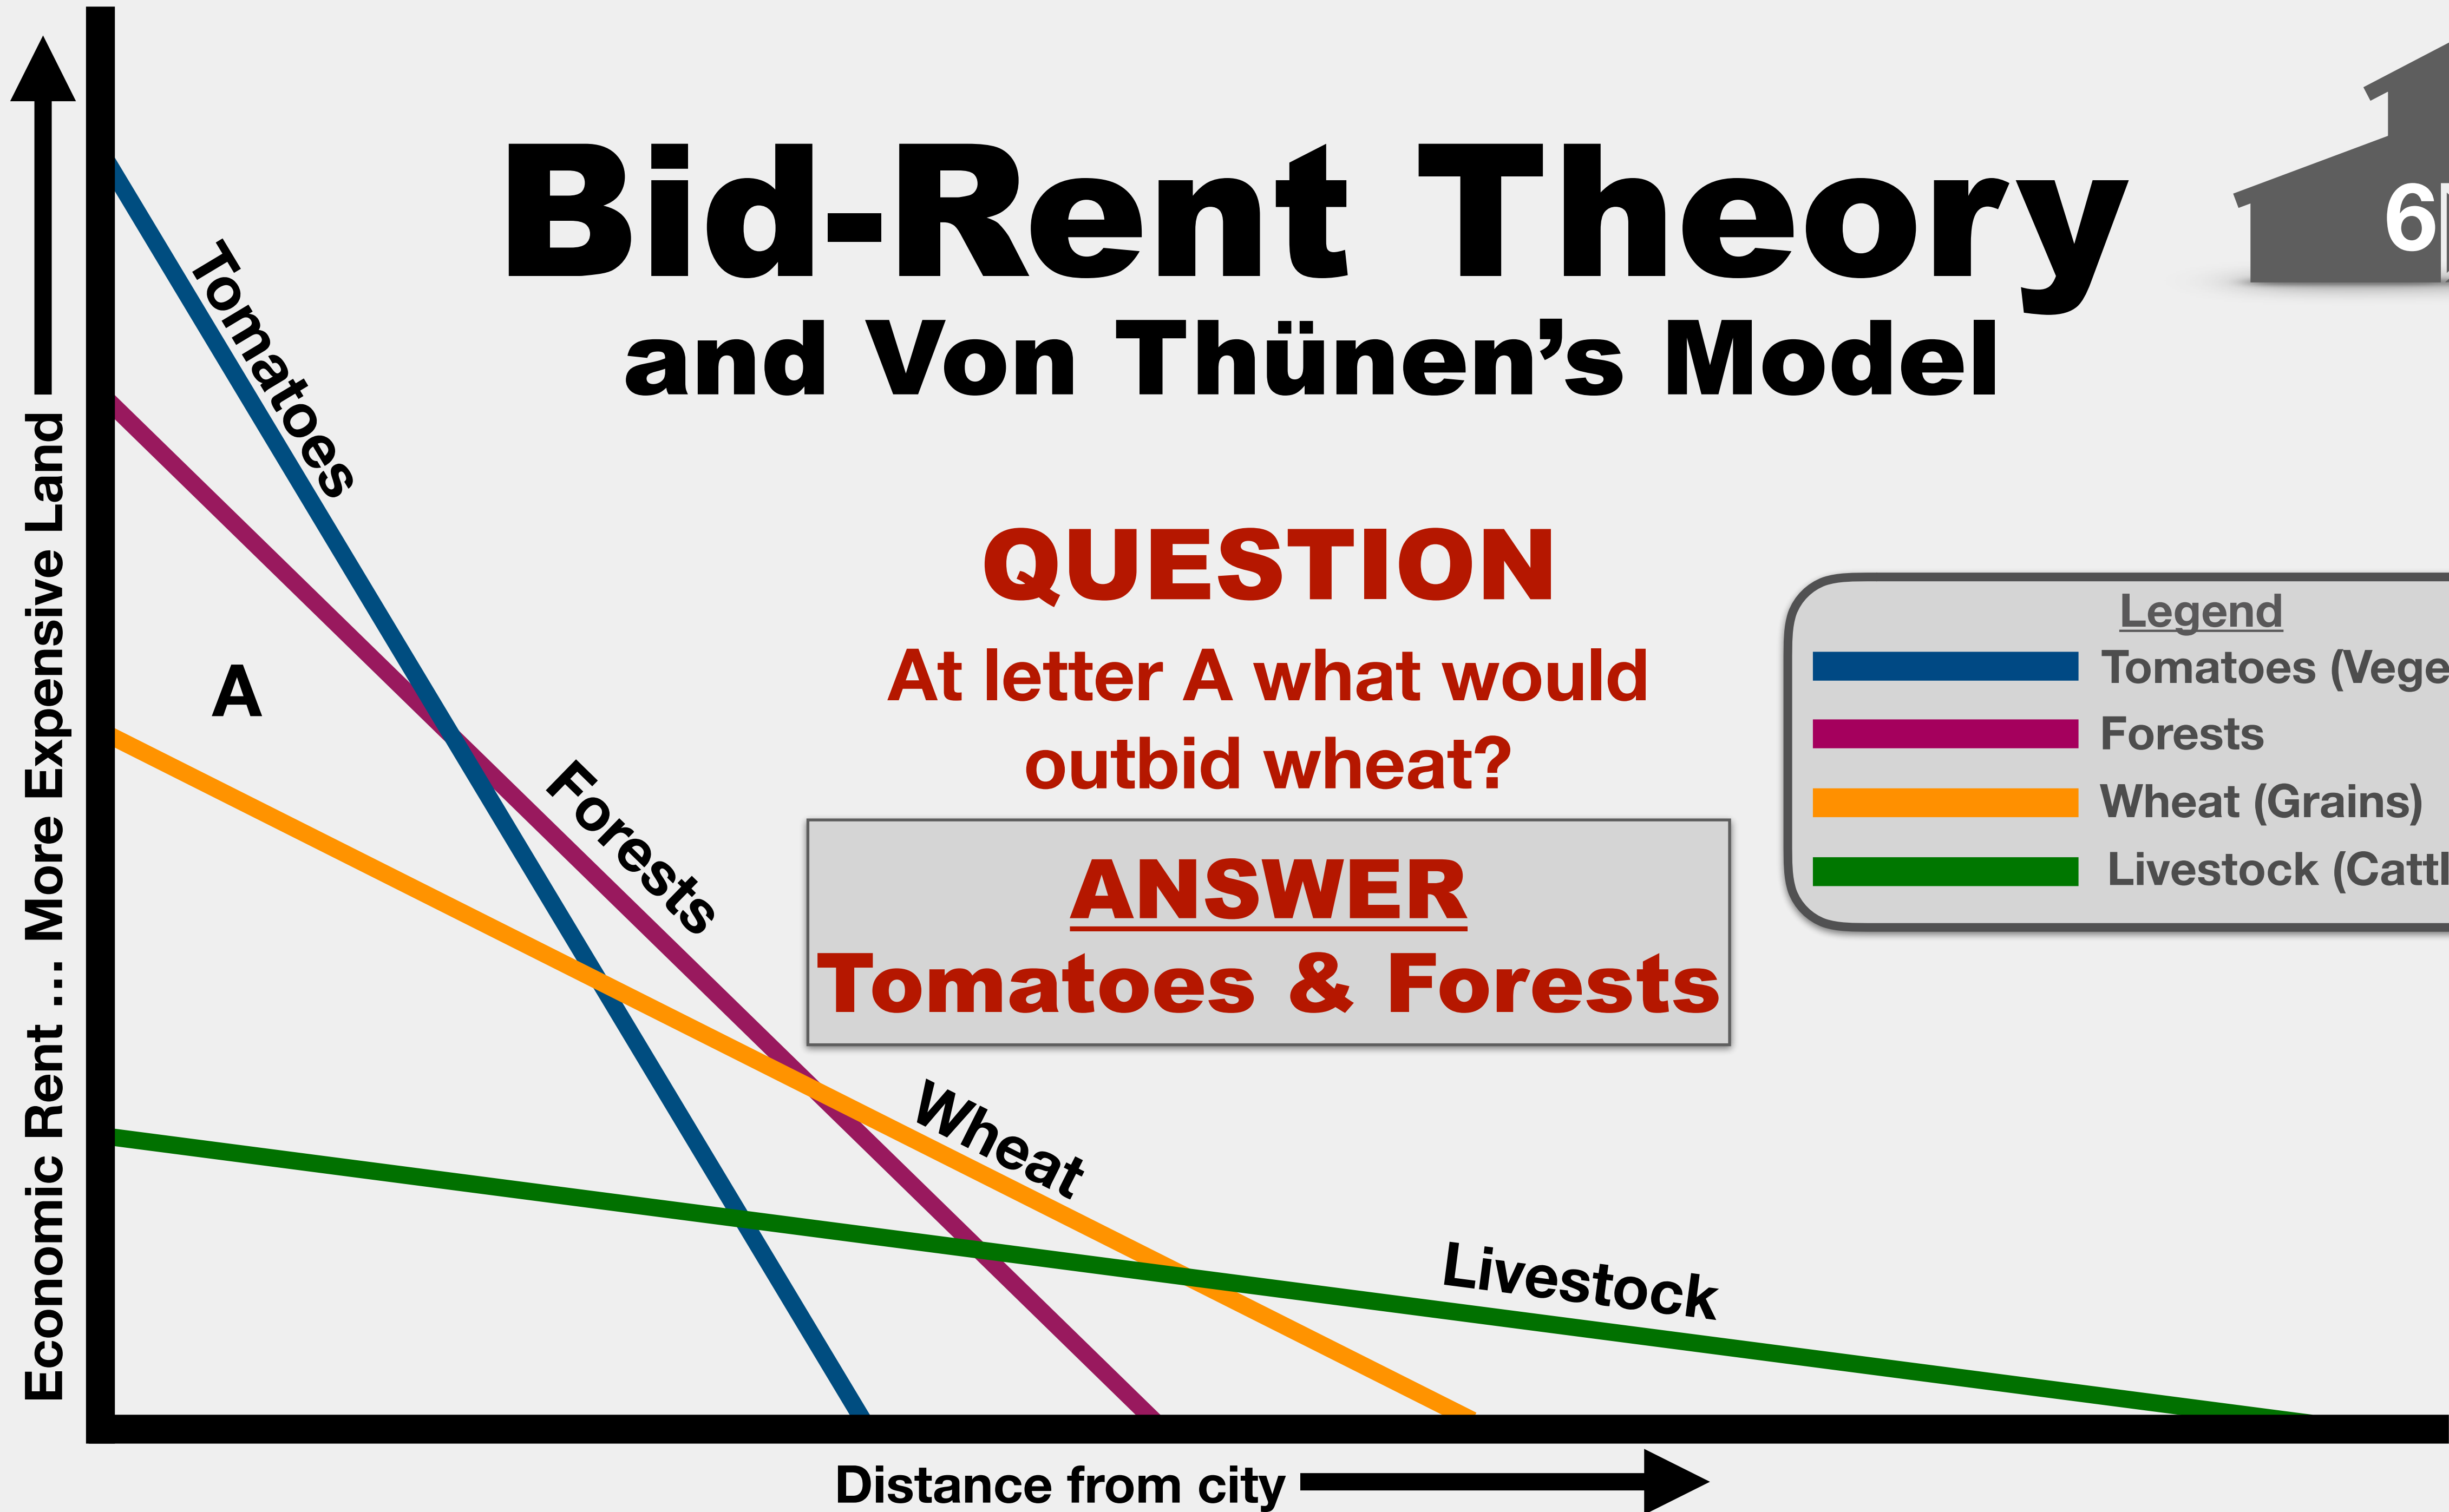 Bid-Rent Theory
and Von Thünen’s Model
6
Economic Rent ... More Expensive Land
Tomatoes
A
Forests
Wheat
Livestock
QUESTION
At letter A what would
outbid wheat?
ANSWER
Tomatoes & Forests
Legend
Tomatoes (Vege
Forests
Wheat (Grains)
Livestock (Cattl
Distance from city